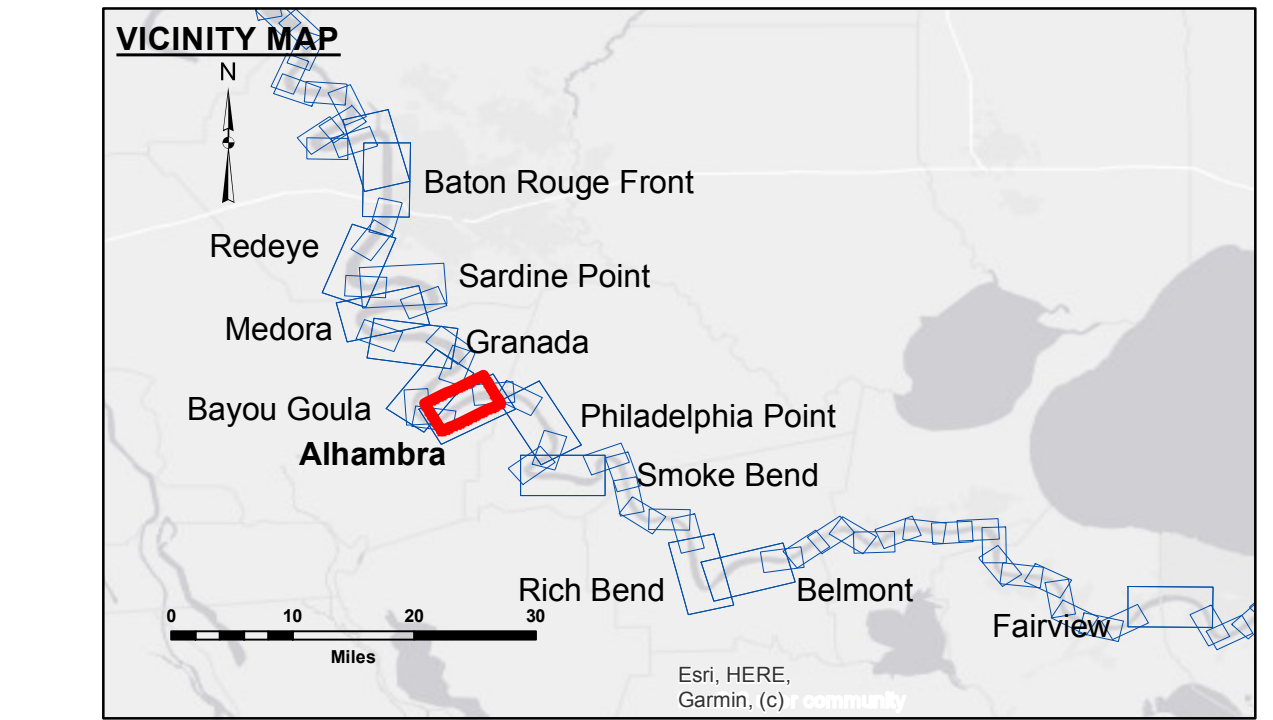 VICINITY MAP
N
Baton Rouge Front
Redeye
Sardine Point
Medora
Granada
Bayou Goula
Philadelphia Point
Alhambra
Smoke Bend
Rich Bend
Belmont
Fairview
0 10 20 30
Miles
Esri, HERE,
Garmin, (c) community